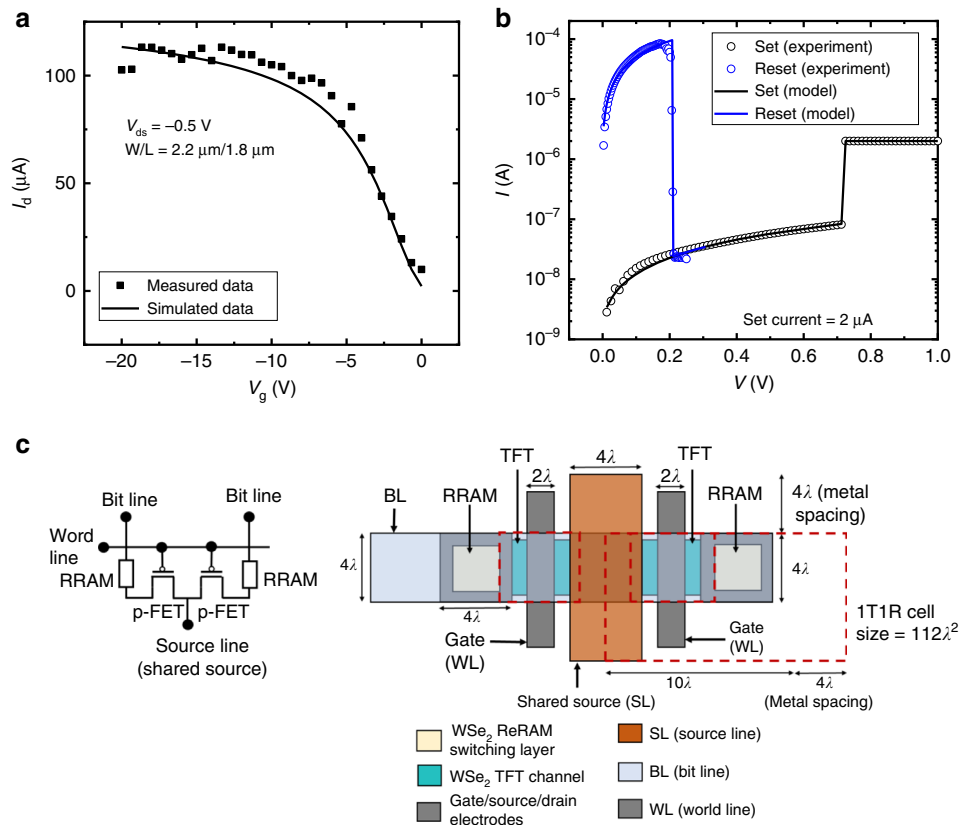 a
100
50
0
I_d (μA)
V_ds = −0.5 V
W/L = 2.2 μm/1.8 μm
Measured data
Simulated data
−20
−15
−10
−5
0
V_g (V)
b
10⁻⁴
10⁻⁵
10⁻⁶
10⁻⁷
10⁻⁸
10⁻⁹
I (A)
Set (experiment)
Reset (experiment)
Set (model)
Reset (model)
Set current = 2 μA
0.0
0.2
0.4
0.6
0.8
1.0
V (V)
c
Bit line
Bit line
Word
line
RRAM
RRAM
p-FET
p-FET
Source line
(shared source)
BL
RRAM
TFT
2λ
4λ
2λ
TFT
RRAM
4λ (metal
spacing)
4λ
4λ
4λ
Gate
(WL)
Gate
(WL)
1T1R cell
size = 112λ²
Shared source (SL)
10λ
4λ
(Metal spacing)
WSe₂ ReRAM
switching layer
WSe₂ TFT channel
Gate/source/drain
electrodes
SL (source line)
BL (bit line)
WL (world line)